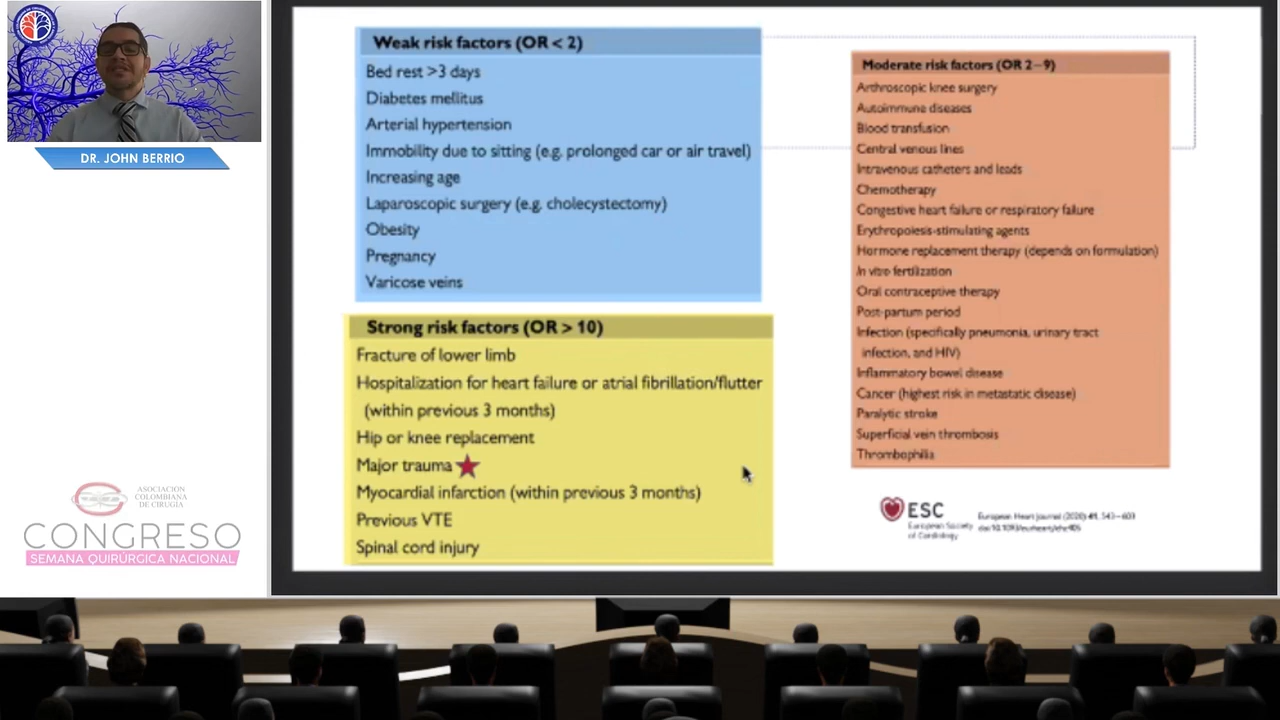 DR. JOHN BERRIO
ASOCIACIÓN
COLOMBIANA
DE CIRUGÍA
CONGRESO
SEMANA QUIRÚRGICA NACIONAL
Weak risk factors (OR < 2)
Bed rest >3 days
Diabetes mellitus
Arterial hypertension
Immobility due to sitting (e.g. prolonged car or air travel)
Increasing age
Laparoscopic surgery (e.g. cholecystectomy)
Obesity
Pregnancy
Varicose veins
Strong risk factors (OR > 10)
Fracture of lower limb
Hospitalization for heart failure or atrial fibrillation/flutter
(within previous 3 months)
Hip or knee replacement
Major trauma
Myocardial infarction (within previous 3 months)
Previous VTE
Spinal cord injury
Moderate risk factors (OR 2–9)
Arthroscopic knee surgery
Autoimmune diseases
Blood transfusion
Central venous lines
Intravenous catheters and leads
Chemotherapy
Congestive heart failure or respiratory failure
Erythropoiesis-stimulating agents
Hormone replacement therapy (depends on formulation)
In vitro fertilization
Oral contraceptive therapy
Post-partum period
Infection (specifically pneumonia, urinary tract
infection, and HIV)
Inflammatory bowel disease
Cancer (highest risk in metastatic disease)
Paralytic stroke
Superficial vein thrombosis
Thrombophilia
ESC
European Society
of Cardiology
European Heart Journal (2020) 41, 543–603